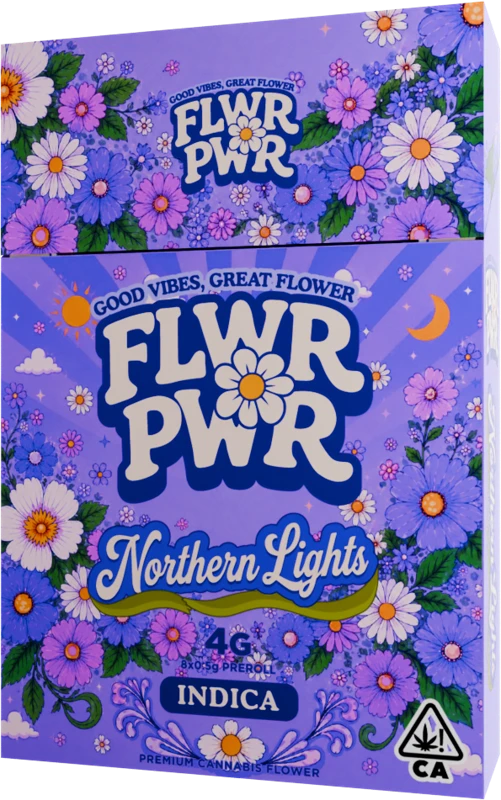 GOOD VIBES, GREAT FLOWER
FLWR
PWR
GOOD VIBES, GREAT FLOWER
FLWR
PWR
Northern Lights
4G
8x0.5g PREROLL
INDICA
PREMIUM CANNABIS FLOWER
!
CA